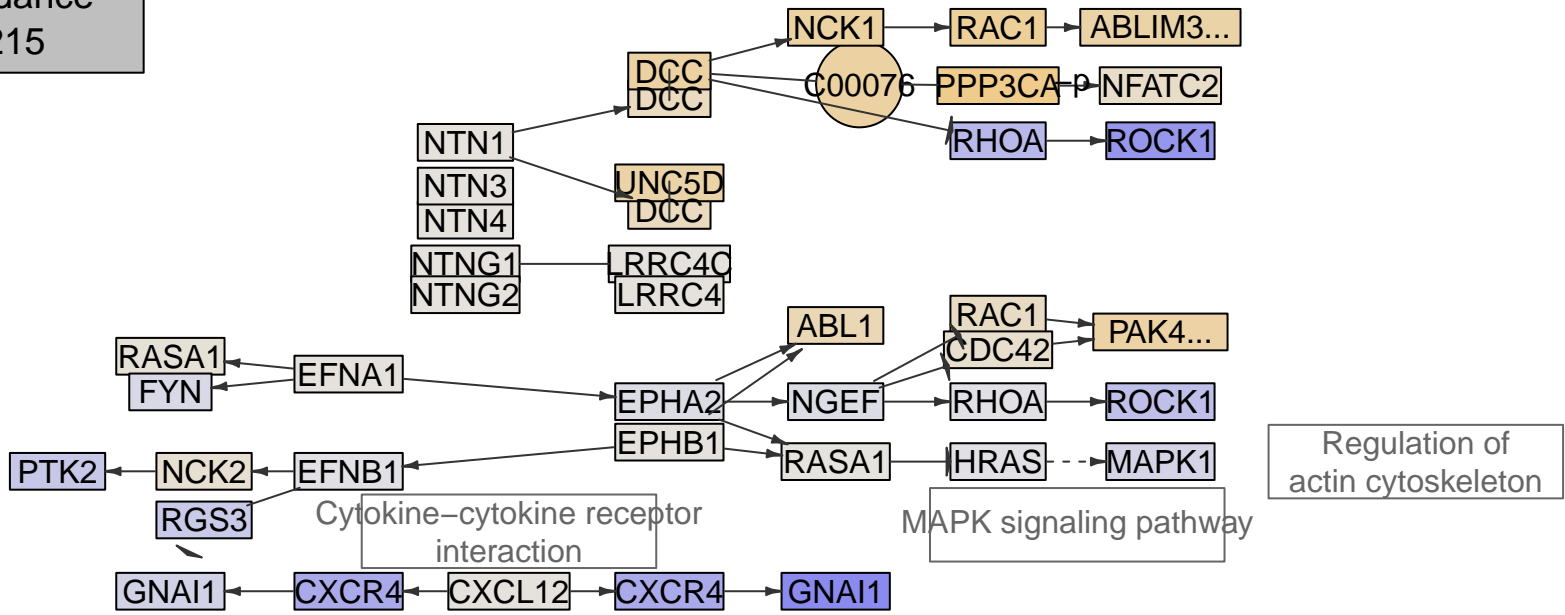 215
NCK1
RAC1
ABLIM3...
DCC
DCC
C00076
PPP3CA
–p
NFATC2
NTN1
RHOA
ROCK1
NTN3
NTN4
UNC5D
DCC
NTNG1
NTNG2
LRRC4C
LRRC4
ABL1
RAC1
CDC42
PAK4...
RASA1
FYN
EFNA1
EPHA2
NGEF
RHOA
ROCK1
EPHB1
RASA1
HRAS
MAPK1
PTK2
NCK2
EFNB1
RGS3
Regulation of
actin cytoskeleton
Cytokine–cytokine receptor
interaction
MAPK signaling pathway
GNAI1
CXCR4
CXCL12
CXCR4
GNAI1